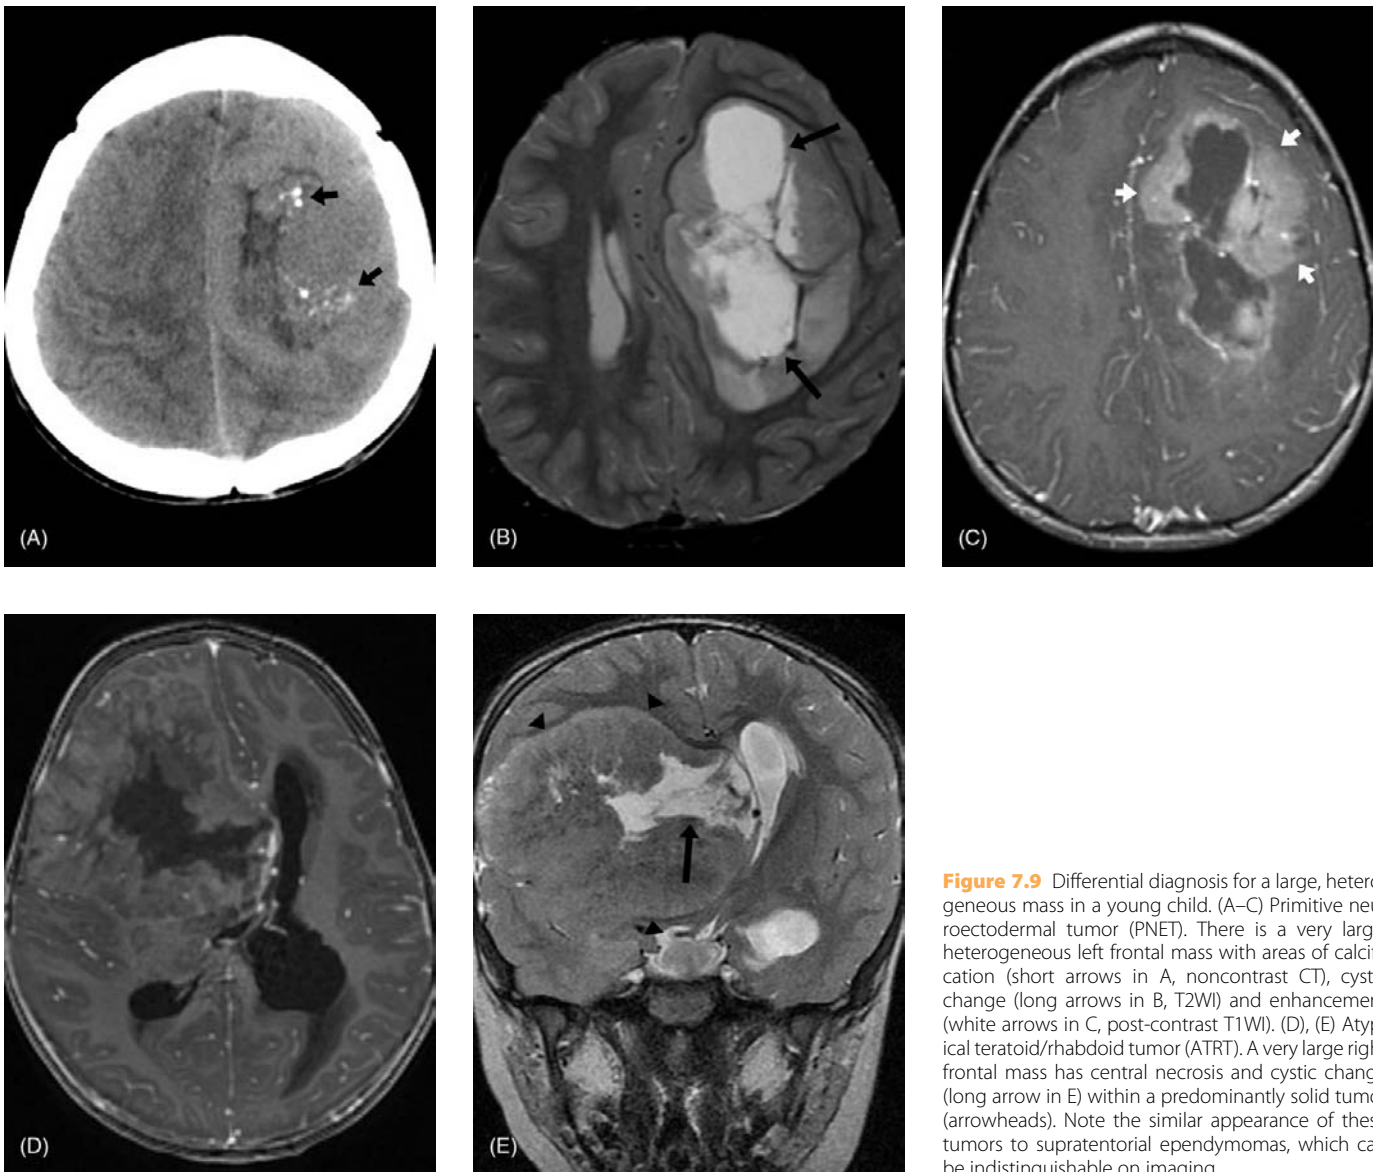 (A)
(B)
(C)
(D)
(E)
Figure 7.9 Differential diagnosis for a large, hetero
geneous mass in a young child. (A–C) Primitive neu
roectodermal tumor (PNET). There is a very larg
heterogeneous left frontal mass with areas of calcif
cation (short arrows in A, noncontrast CT), cyst
change (long arrows in B, T2WI) and enhancemen
(white arrows in C, post-contrast T1WI). (D), (E) Atyp
ical teratoid/rhabdoid tumor (ATRT). A very large righ
frontal mass has central necrosis and cystic chang
(long arrow in E) within a predominantly solid tumo
(arrowheads). Note the similar appearance of thes
tumors to supratentorial ependymomas, which ca
be indistinguishable on imaging.